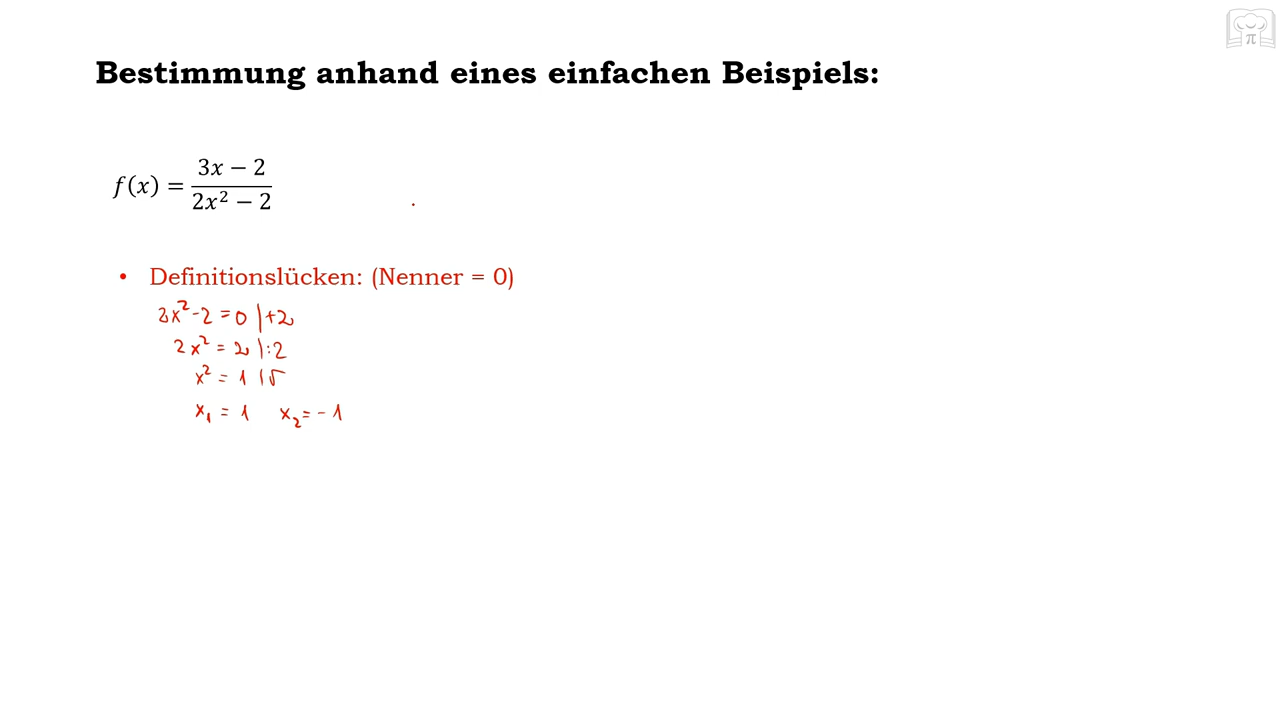 Bestimmung anhand eines einfachen Beispiels:
f(x) = (3x − 2)/(2x² − 2)
• Definitionslücken: (Nenner = 0)
2x² - 2 = 0 | +2
2x² = 2 | :2
x² = 1 | √
x₁ = 1 x₂ = - 1
π